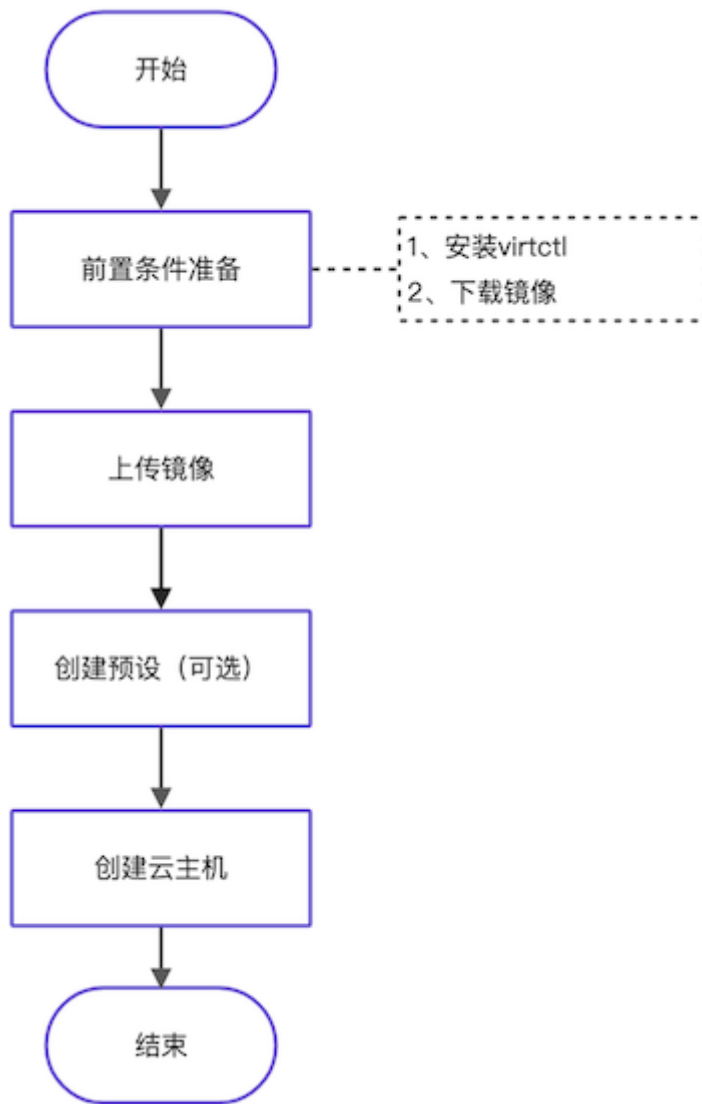 开始
前置条件准备
1、安装virtctl
2、下载镜像
上传镜像
创建预设（可选）
创建云主机
结束